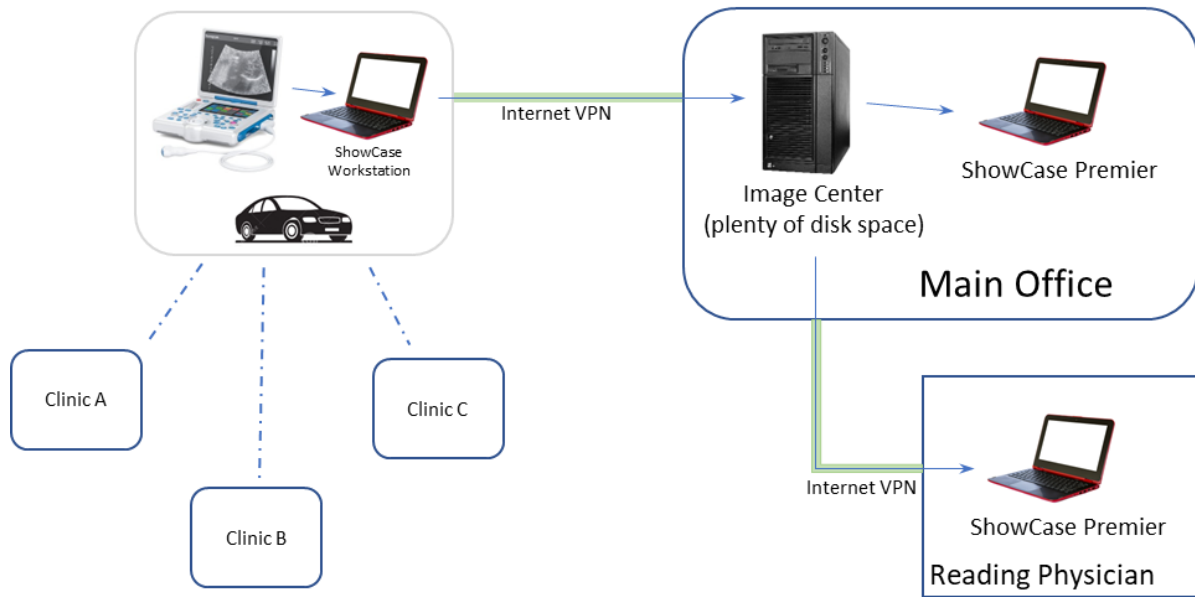 ShowCase
Workstation
Internet VPN
Image Center
(plenty of disk space)
ShowCase Premier
Main Office
Clinic A
Clinic B
Clinic C
Internet VPN
ShowCase Premier
Reading Physician